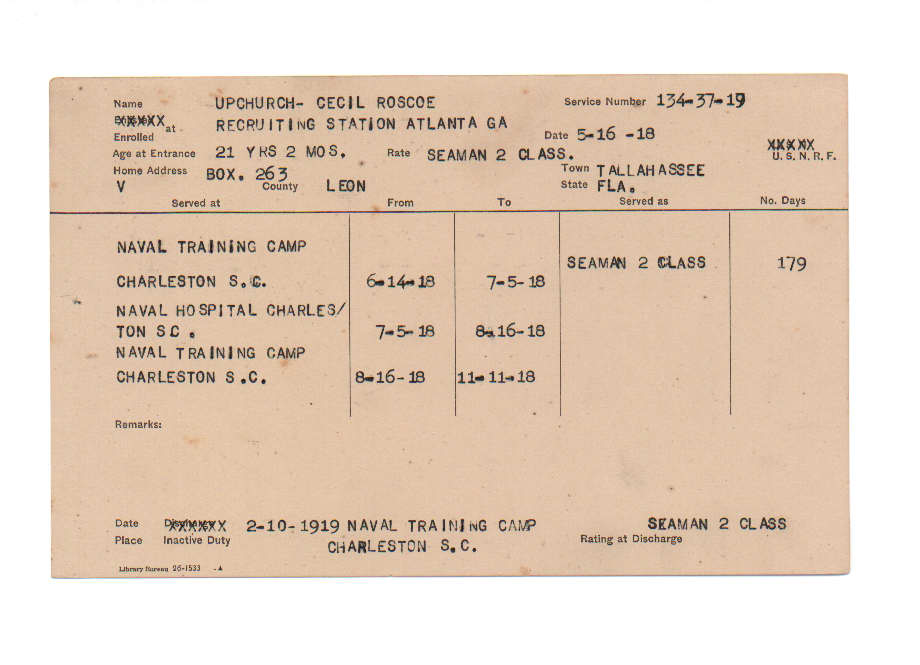 Name UPCHURCH- CECIL ROSCOE Service Number 134-37-19
XXXXXX at
Enrolled RECRUITING STATION ATLANTA GA Date 5-16 -18
Age at Entrance 21 YRS 2 MOS. Rate SEAMAN 2 CLASS. XXXXX U. S. N. R. F.
Home Address BOX. 263 Town TALLAHASSEE
V County LEON State FLA.
Served at From To Served as No. Days
NAVAL TRAINING CAMP
SEAMAN 2 CLASS 179
CHARLESTON S.C. 6-14-18 7-5-18
NAVAL HOSPITAL CHARLES/
TON SC . 7-5-18 8-16-18
NAVAL TRAINING CAMP
CHARLESTON S .C. 8-16-18 11-11-18
Remarks:
Date XXXXXXX 2-10-1919 NAVAL TRAINING CAMP SEAMAN 2 CLASS
Place Inactive Duty CHARLESTON S.C. Rating at Discharge
Library Bureau 26-1533 -A